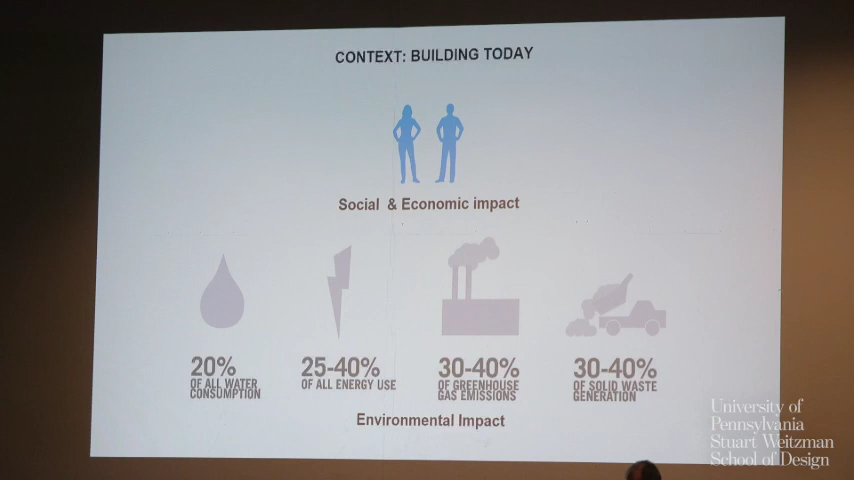 CONTEXT: BUILDING TODAY
Social & Economic impact
20%
OF ALL WATER
CONSUMPTION
25-40%
OF ALL ENERGY USE
30-40%
OF GREENHOUSE
GAS EMISSIONS
30-40%
OF SOLID WASTE
GENERATION
Environmental Impact
University of
Pennsylvania
Stuart Weitzman
School of Design